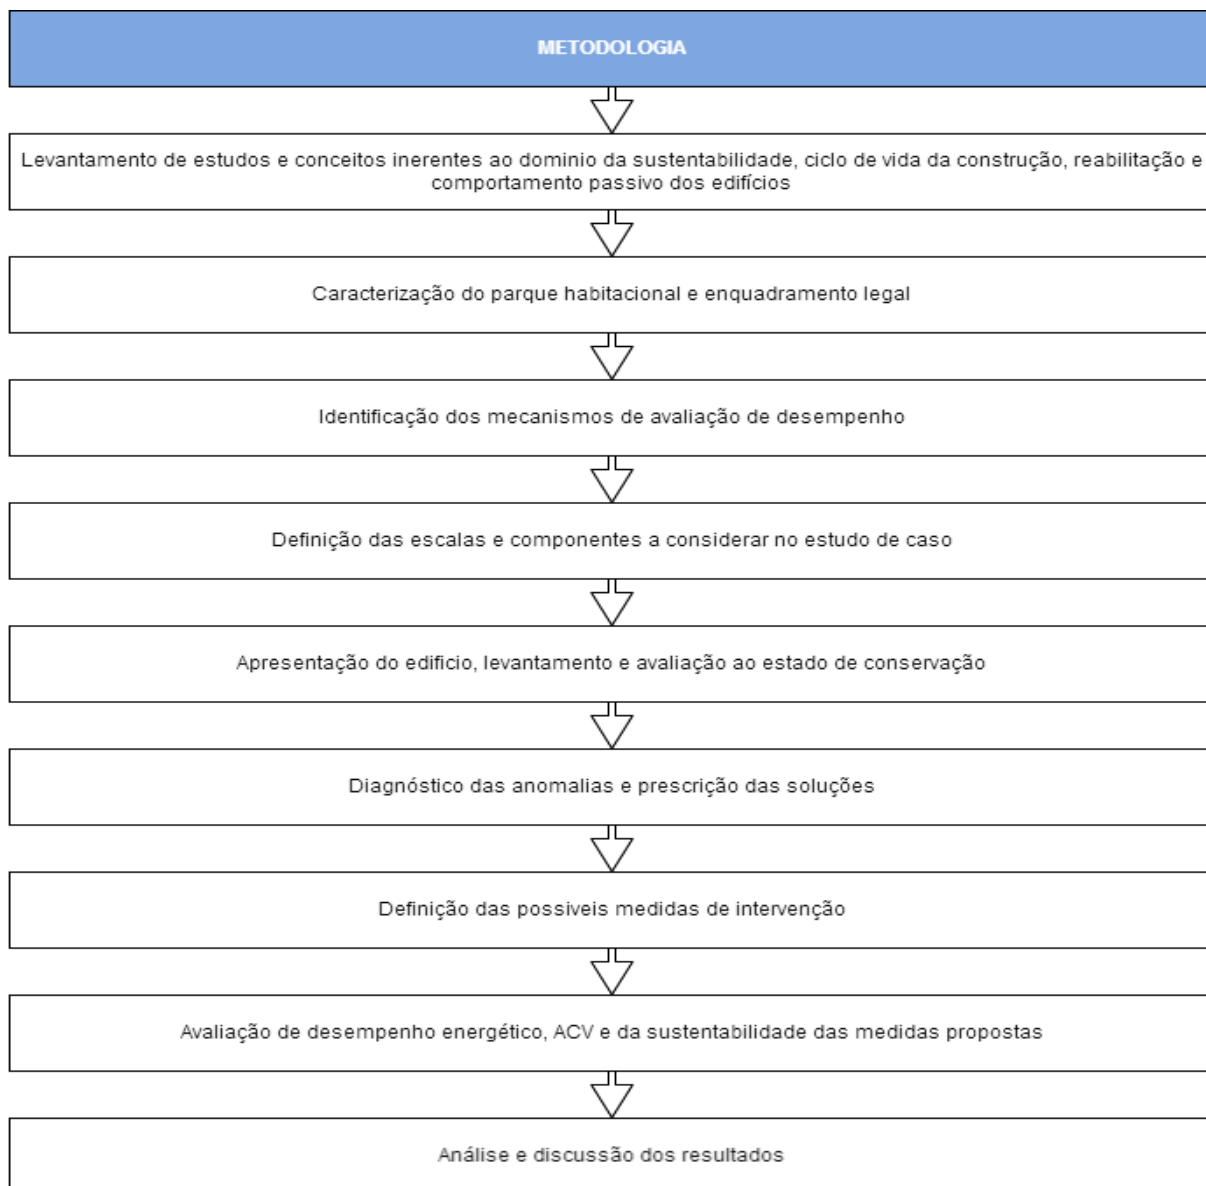 METODOLOGIA
Levantamento de estudos e conceitos inerentes ao dominio da sustentabilidade, ciclo de vida da construção, reabilitação e
comportamento passivo dos edifícios
Caracterização do parque habitacional e enquadramento legal
Identificação dos mecanismos de avaliação de desempenho
Definição das escalas e componentes a considerar no estudo de caso
Apresentação do edificio, levantamento e avaliação ao estado de conservação
Diagnóstico das anomalias e prescrição das soluções
Definição das possiveis medidas de intervenção
Avaliação de desempenho energético, ACV e da sustentabilidade das medidas propostas
Análise e discussão dos resultados